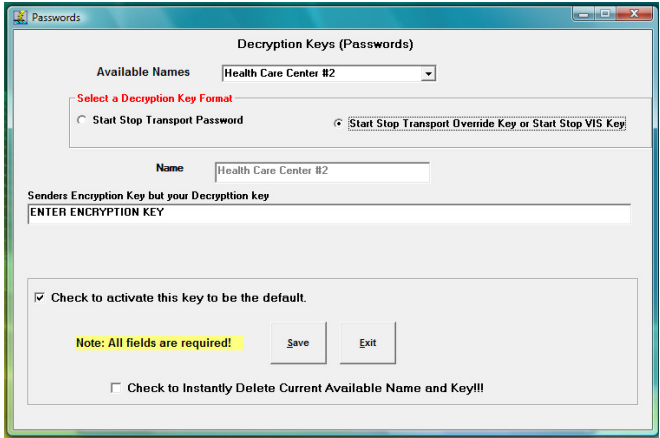 Passwords
Decryption Keys (Passwords)
Available Names Health Care Center #2
Select a Decryption Key Format
Start Stop Transport Password Start Stop Transport Override Key or Start Stop VIS Key
Name Health Care Center #2
Senders Encryption Key but your Decrypttion key
ENTER ENCRYPTION KEY
Check to activate this key to be the default.
Note: All fields are required! Save Exit
Check to Instantly Delete Current Available Name and Key!!!